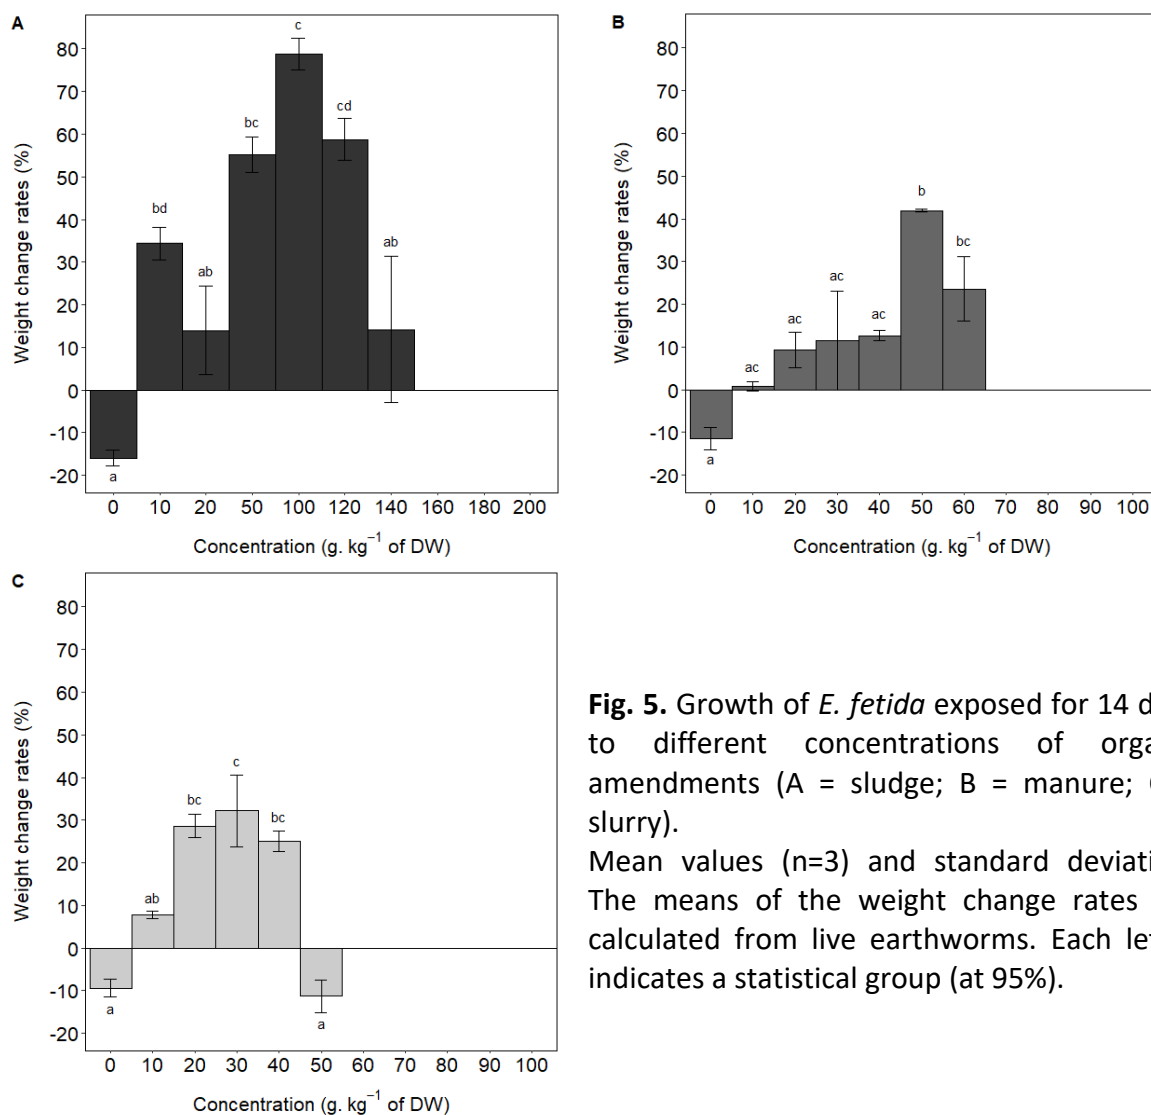 A
Weight change rates (%)
80
70
60
50
40
30
20
10
0
-10
-20
a
bd
ab
bc
c
cd
ab
0 10 20 50 100 120 140 160 180 200
Concentration (g. kg⁻¹ of DW)
B
Weight change rates (%)
80
70
60
50
40
30
20
10
0
-10
-20
a
ac
ac
ac
ac
b
bc
0 10 20 30 40 50 60 70 80 90 100
Concentration (g. kg⁻¹ of DW)
C
Weight change rates (%)
80
70
60
50
40
30
20
10
0
-10
-20
a
ab
bc
c
bc
a
0 10 20 30 40 50 60 70 80 90 100
Concentration (g. kg⁻¹ of DW)
Fig. 5. Growth of E. fetida exposed for 14 d
to different concentrations of orga
amendments (A = sludge; B = manure;
slurry).
Mean values (n=3) and standard deviati
The means of the weight change rates
calculated from live earthworms. Each let
indicates a statistical group (at 95%).